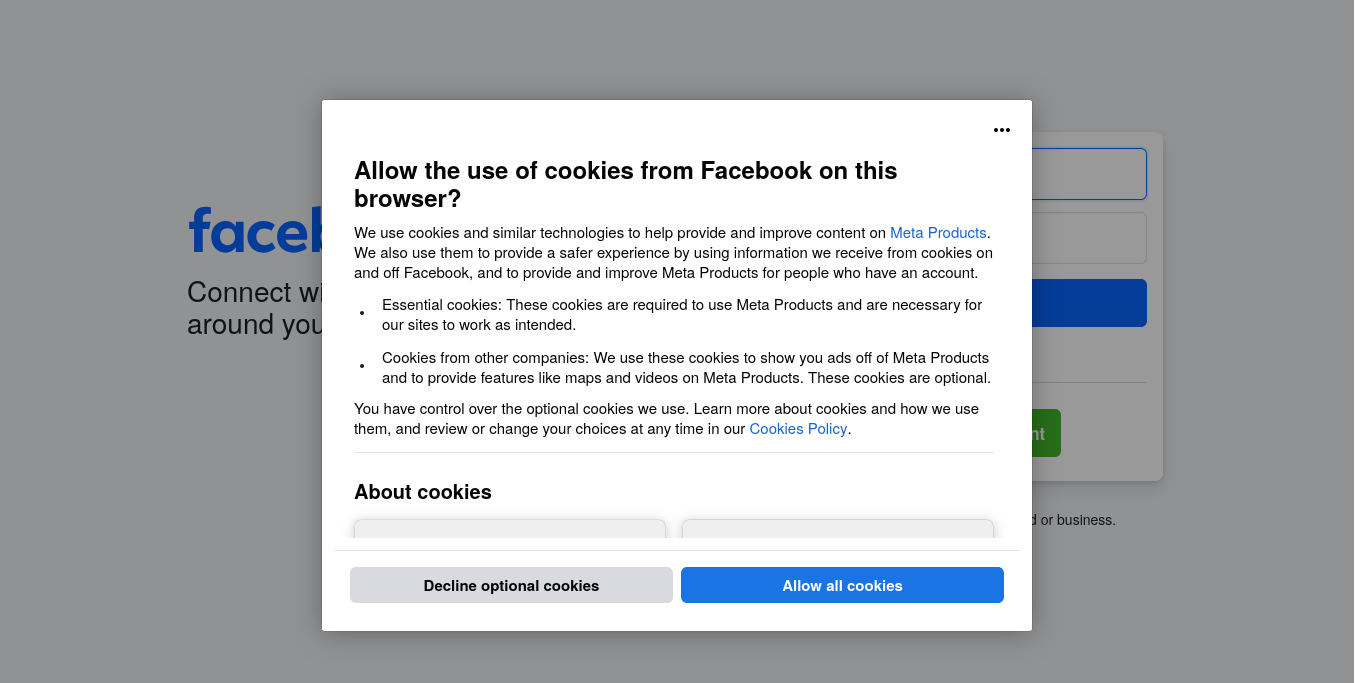 Allow the use of cookies from Facebook on this
browser?
We use cookies and similar technologies to help provide and improve content on Meta Products.
We also use them to provide a safer experience by using information we receive from cookies on
and off Facebook, and to provide and improve Meta Products for people who have an account.
• Essential cookies: These cookies are required to use Meta Products and are necessary for
our sites to work as intended.
• Cookies from other companies: We use these cookies to show you ads off of Meta Products
and to provide features like maps and videos on Meta Products. These cookies are optional.
You have control over the optional cookies we use. Learn more about cookies and how we use
them, and review or change your choices at any time in our Cookies Policy.
About cookies
Decline optional cookies
Allow all cookies
Connect
around you
or business.